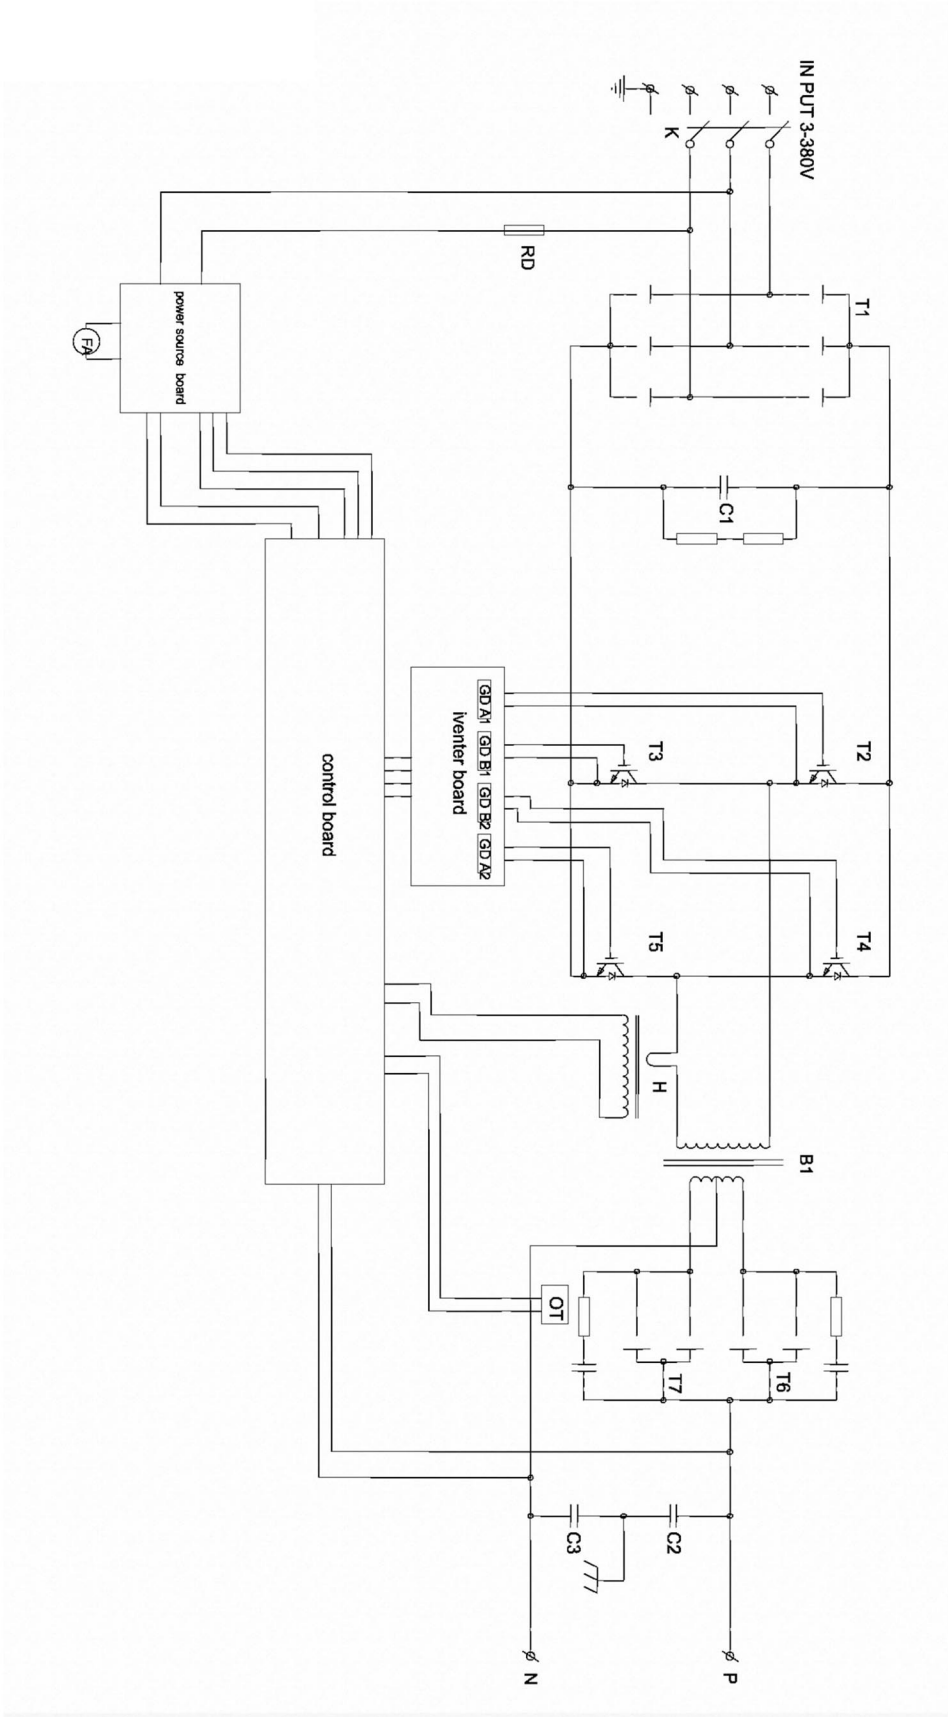 IN PUT 3-380V
K
RD
T1
power source board
FA
C1
GD A1
GD B1
GD B2
GD A2
iventer board
T3
T2
control board
T5
T4
H
B1
OT
T7
T6
C3
C2
N
P